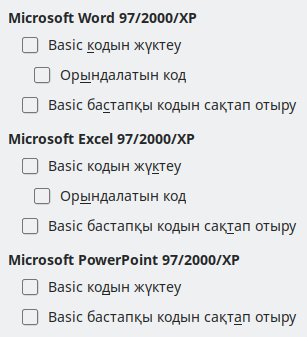 Microsoft Word 97/2000/XP
Basic кодын жүктеу
Орындалатын код
Basic бастапқы кодын сақтап отыру
Microsoft Excel 97/2000/XP
Basic кодын жүктеу
Орындалатын код
Basic бастапқы кодын сақтап отыру
Microsoft PowerPoint 97/2000/XP
Basic кодын жүктеу
Basic бастапқы кодын сақтап отыру